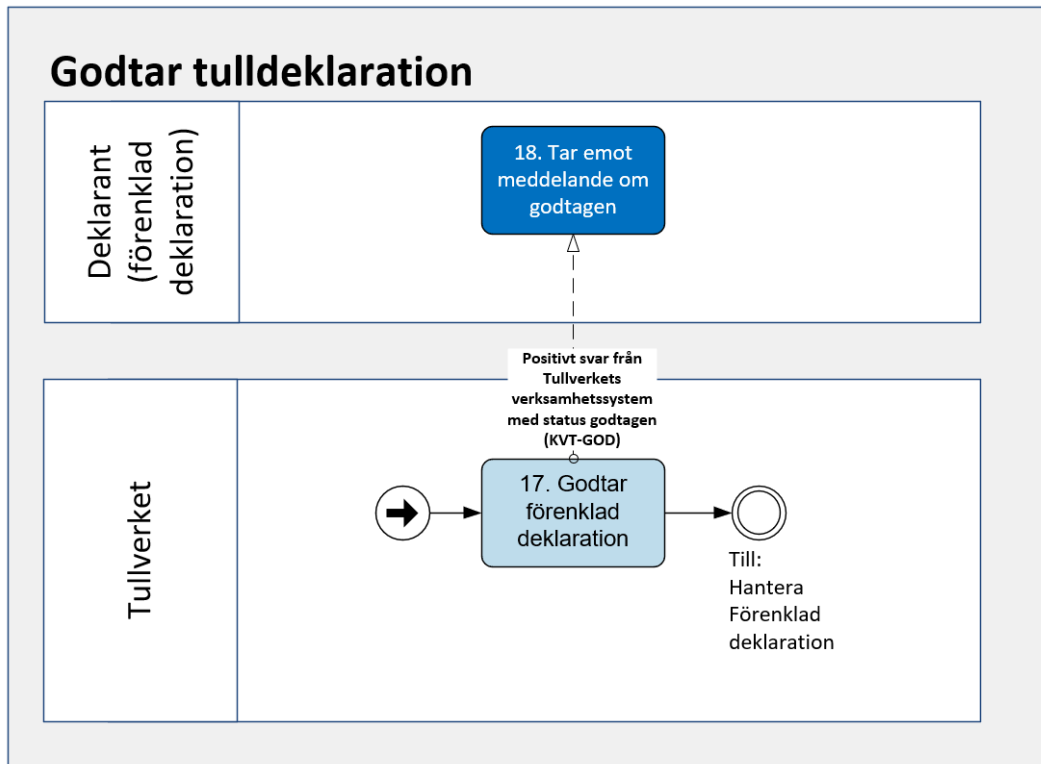 Godtar tulldeklaration
Deklarant
(förenklad
deklaration)
18. Tar emot
meddelande om
godtagen
Positivt svar från
Tullverkets
verksamhetssystem
med status godtagen
(KVT-GOD)
Tullverket
17. Godtar
förenklad
deklaration
Till:
Hantera
Förenklad
deklaration